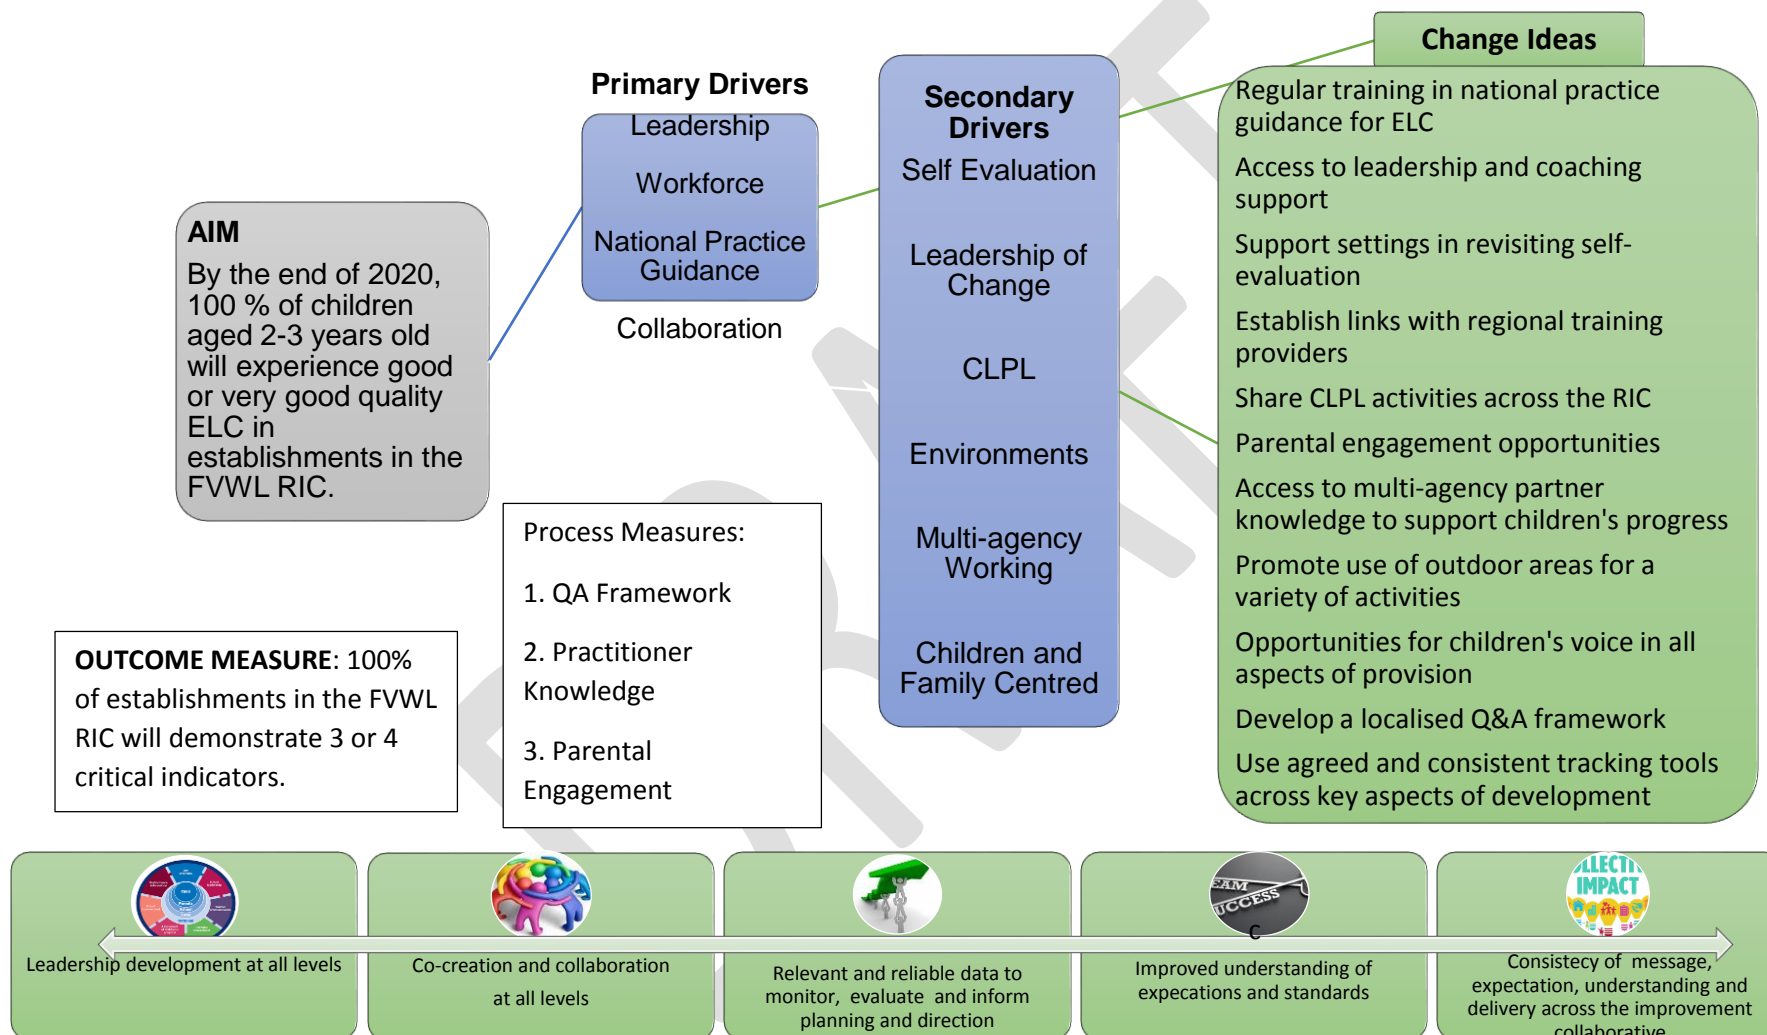 Change Ideas
Primary Drivers
Leadership
Workforce
National Practice
Guidance
Collaboration
Secondary
Drivers
Self Evaluation
Leadership of
Change
CLPL
Environments
Multi-agency
Working
Children and
Family Centred
Regular training in national practice
guidance for ELC
Access to leadership and coaching
support
Support settings in revisiting self-
evaluation
Establish links with regional training
providers
Share CLPL activities across the RIC
Parental engagement opportunities
Access to multi-agency partner
knowledge to support children's progress
Promote use of outdoor areas for a
variety of activities
Opportunities for children's voice in all
aspects of provision
Develop a localised Q&A framework
Use agreed and consistent tracking tools
across key aspects of development
AIM
By the end of 2020,
100 % of children
aged 2-3 years old
will experience good
or very good quality
ELC in
establishments in the
FVWL RIC.
Process Measures:
1. QA Framework
2. Practitioner
Knowledge
3. Parental
Engagement
OUTCOME MEASURE: 100%
of establishments in the FVWL
RIC will demonstrate 3 or 4
critical indicators.
Leadership development at all levels
Co-creation and collaboration
at all levels
Relevant and reliable data to
monitor, evaluate and inform
planning and direction
EAM
UCCESS
C
Improved understanding of
expecations and standards
LLECTI
IMPACT
Consistecy of message,
expectation, understanding and
delivery across the improvement
collaborative
DRAFT